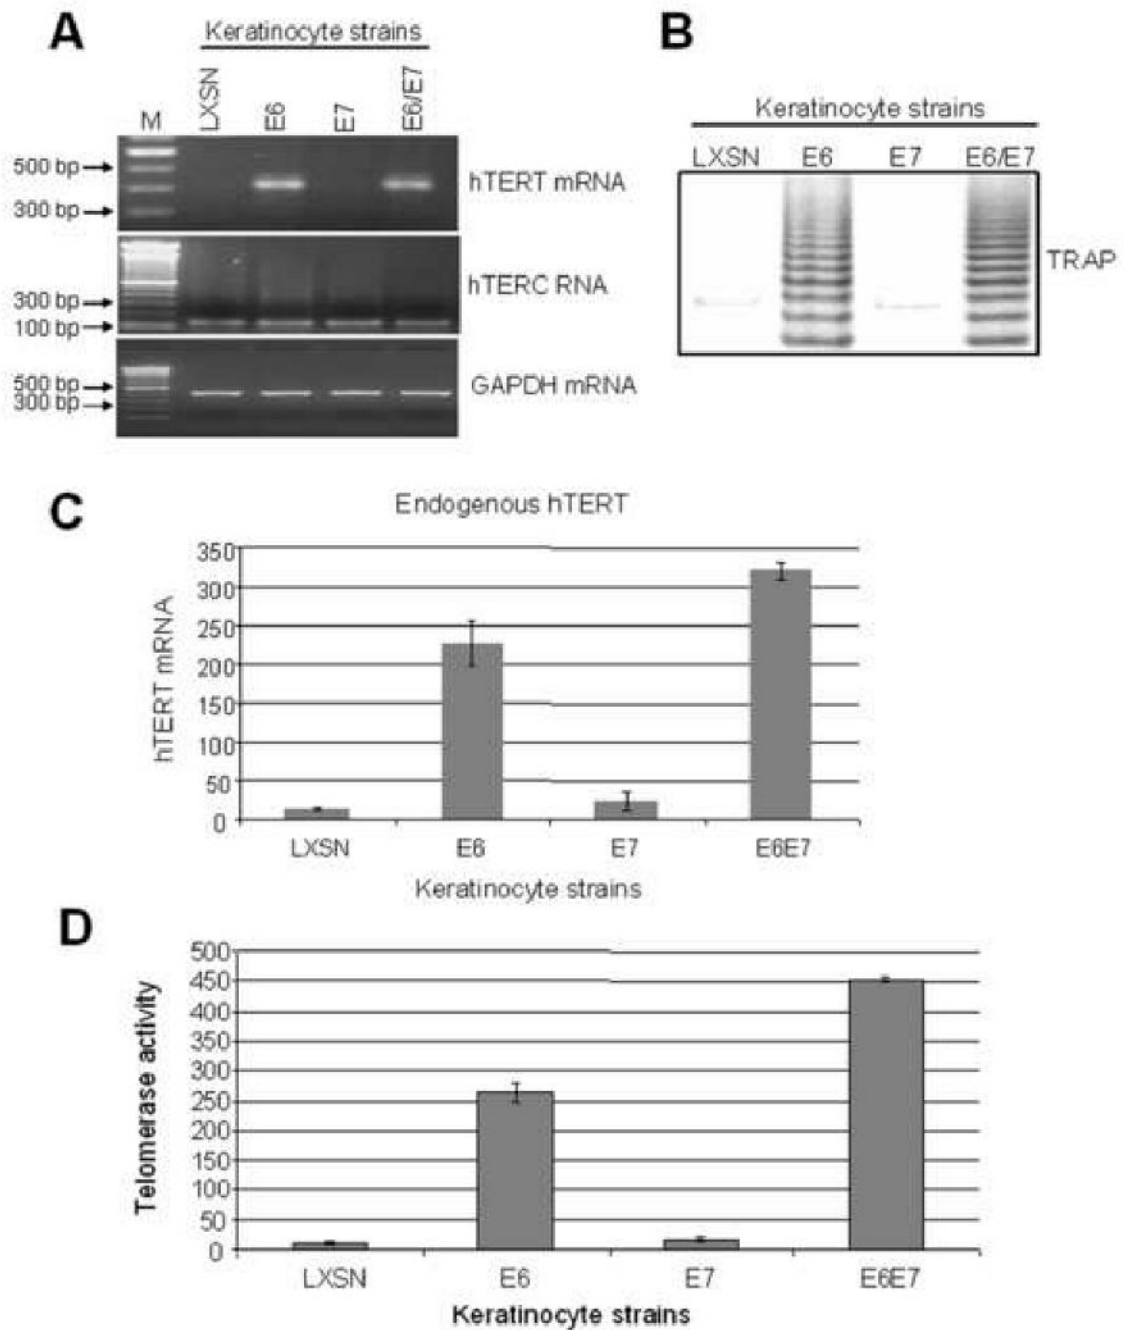 A
Keratinocyte strains
M LXSN E6 E7 E6/E7
500 bp
300 bp
hTERT mRNA
300 bp
100 bp
hTERC RNA
500 bp
300 bp
GAPDH mRNA
B
Keratinocyte strains
LXSN E6 E7 E6/E7
TRAP
C
Endogenous hTERT
hTERT mRNA
350
300
250
200
150
100
50
0
LXSN E6 E7 E6E7
Keratinocyte strains
D
Telomerase activity
500
450
400
350
300
250
200
150
100
50
0
LXSN E6 E7 E6E7
Keratinocyte strains